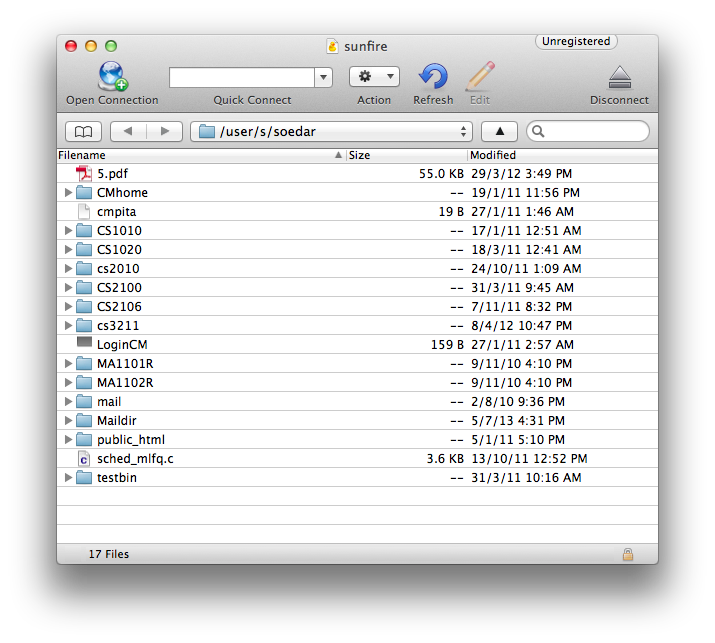 sunfire
Unregistered
Open Connection Quick Connect Action Refresh Edit Disconnect
/user/s/soedar
Filename Size Modified
5.pdf 55.0 KB 29/3/12 3:49 PM
CMhome -- 19/1/11 11:56 PM
cmpita 19 B 27/1/11 1:46 AM
CS1010 -- 17/1/11 12:51 AM
CS1020 -- 18/3/11 12:41 AM
cs2010 -- 24/10/11 1:09 AM
CS2100 -- 31/3/11 9:45 AM
CS2106 -- 7/11/11 8:32 PM
cs3211 -- 8/4/12 10:47 PM
LoginCM 159 B 27/1/11 2:57 AM
MA1101R -- 9/11/10 4:10 PM
MA1102R -- 9/11/10 4:10 PM
mail -- 2/8/10 9:36 PM
Maildir -- 5/7/13 4:31 PM
public_html -- 5/1/11 5:10 PM
sched_mlfq.c 3.6 KB 13/10/11 12:52 PM
testbin -- 31/3/11 10:16 AM
17 Files